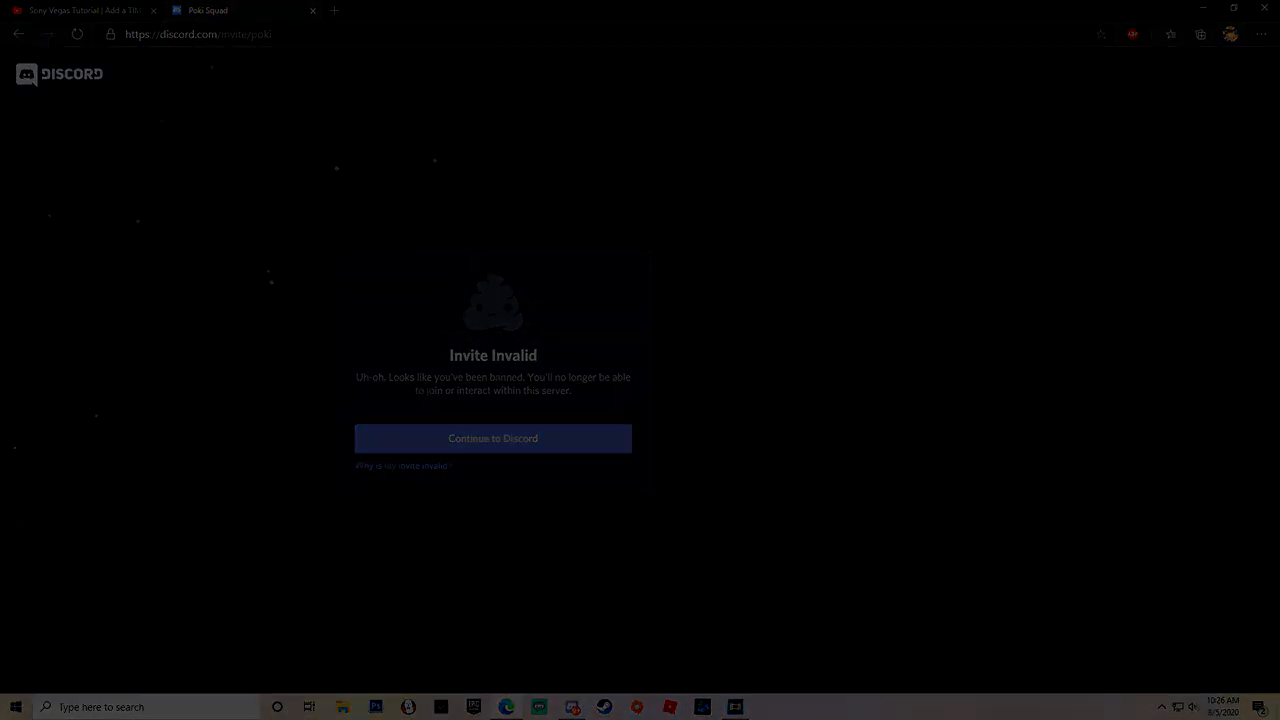 Sony Vegas Tutorial | Add a TIM
Poki Squad
https://discord.com/invite/poki
DISCORD
Invite Invalid
Uh-oh. Looks like you've been banned. You'll no longer be able
to join or interact within this server.
Continue to Discord
Why is my invite invalid?
Type here to search
10:26 AM
8/5/2020